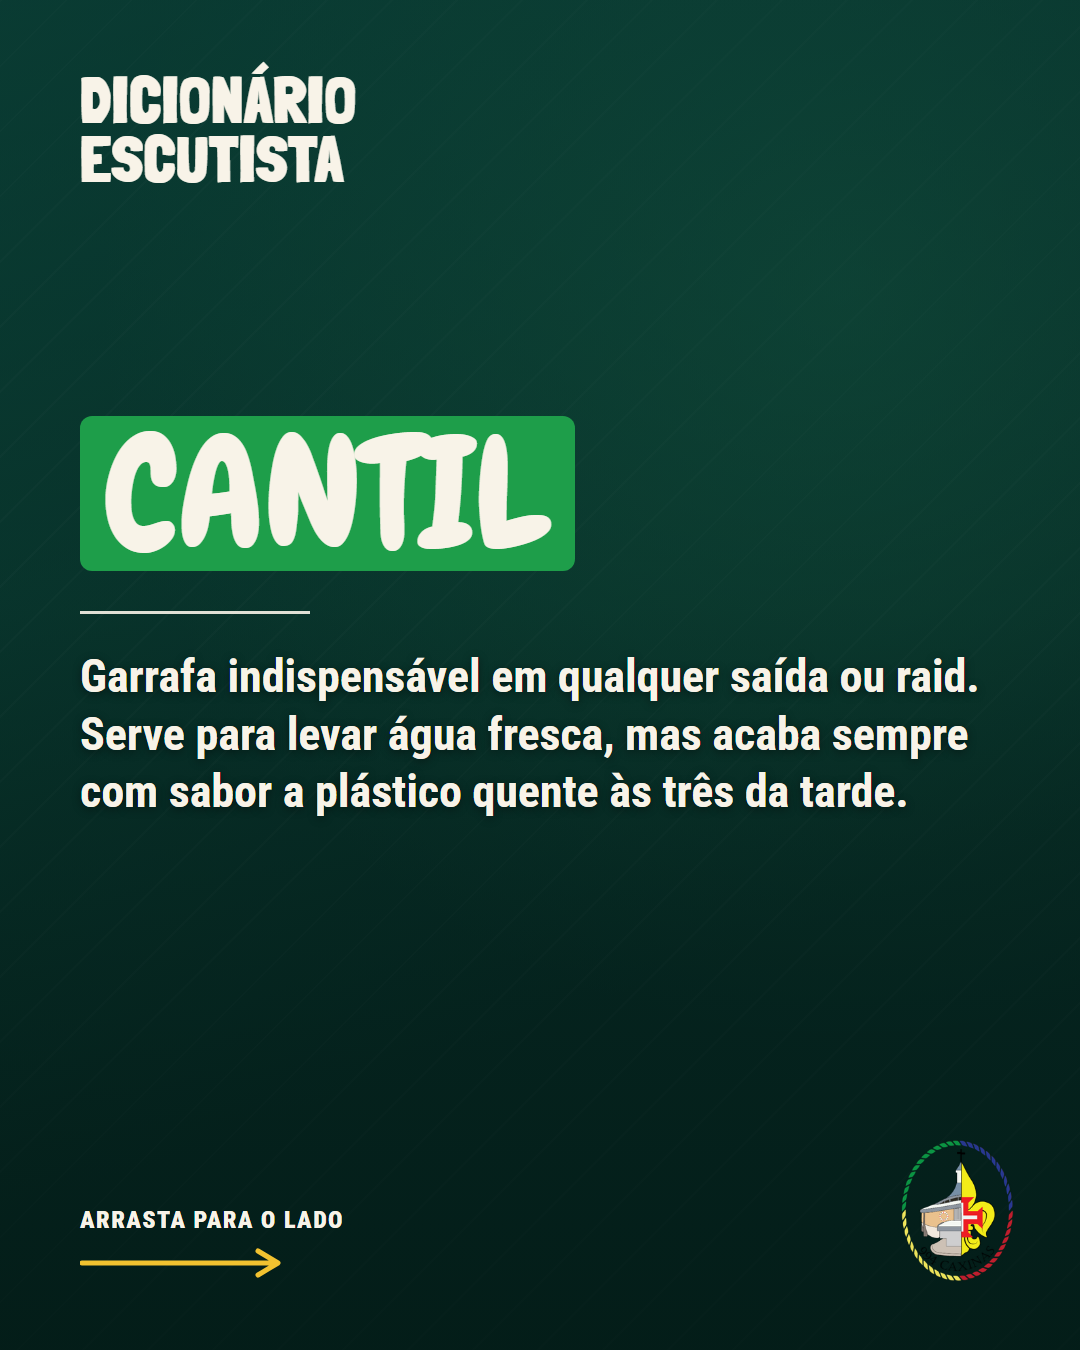 DICIONÁRIO
ESCUTISTA
CANTIL
Garrafa indispensável em qualquer saída ou raid.
Serve para levar água fresca, mas acaba sempre
com sabor a plástico quente às três da tarde.
ARRASTA PARA O LADO
CAXINAS